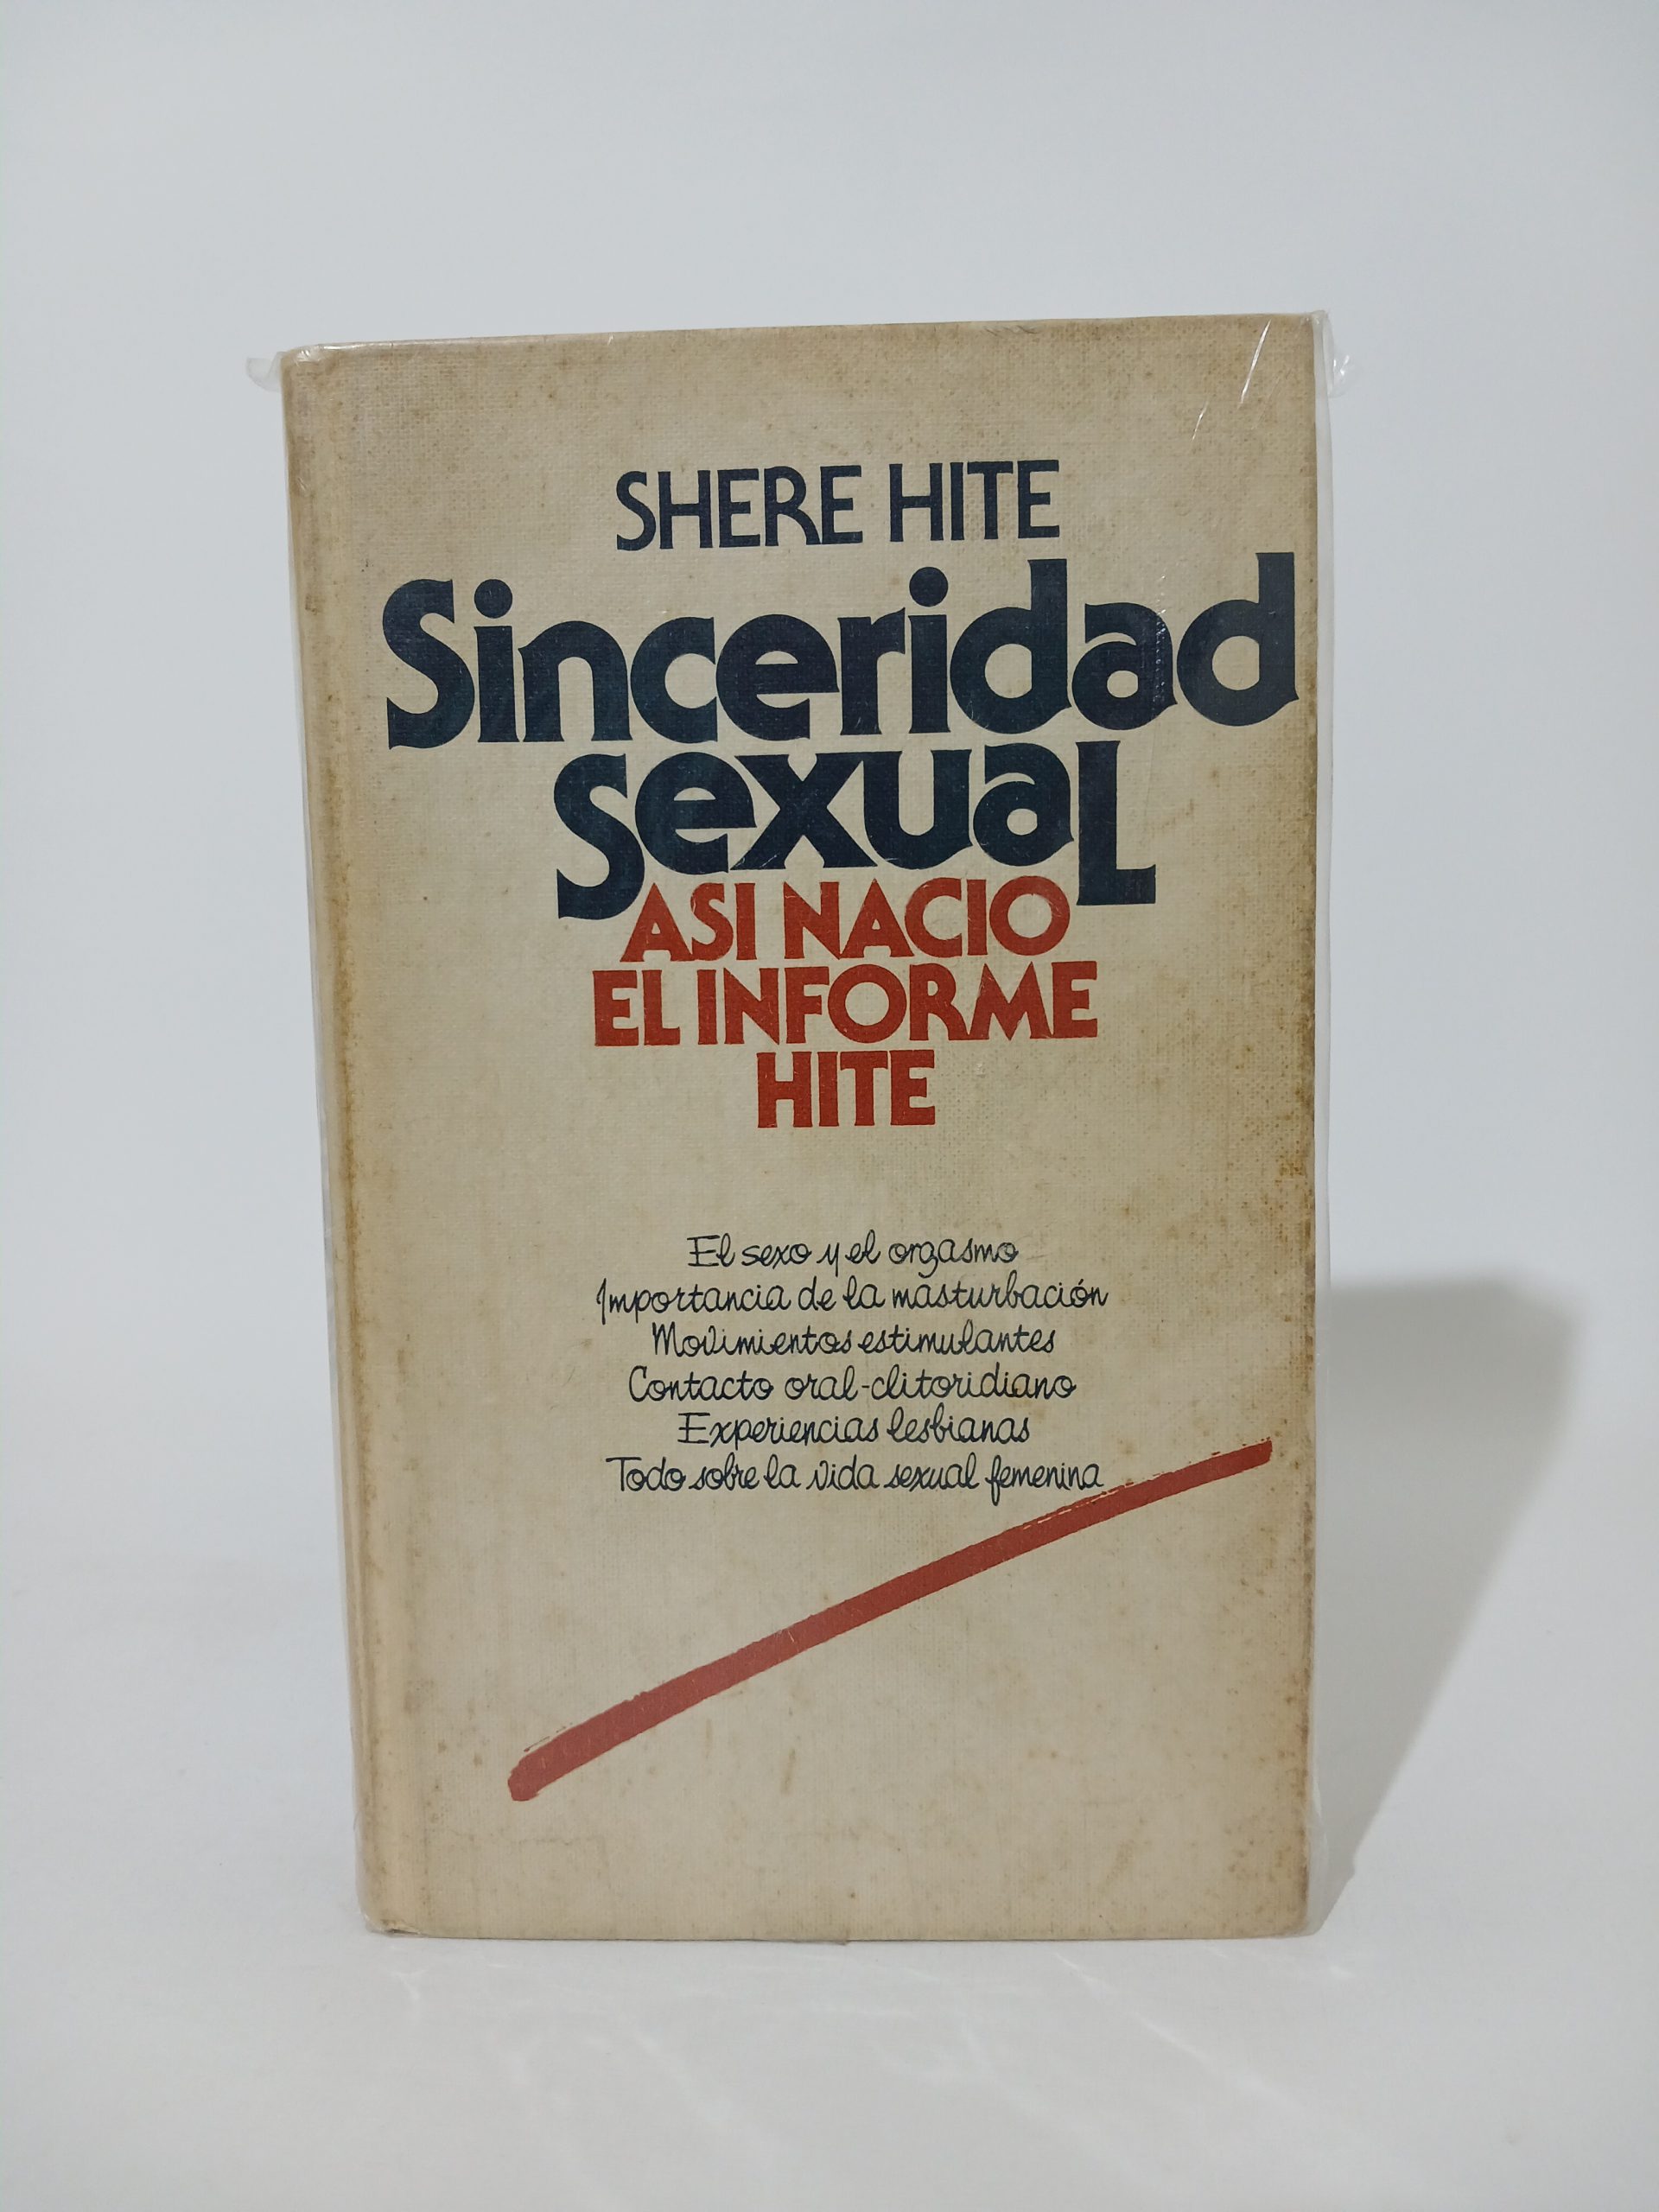 SHERE HITE
Sinceridad
sexual
ASI NACIO
EL INFORME
HITE
El sexo y el orgasmo
Importancia de la masturbación
Movimientos estimulantes
Contacto oral-clitoridiano
Experiencias lesbianas
Todo sobre la vida sexual femenina